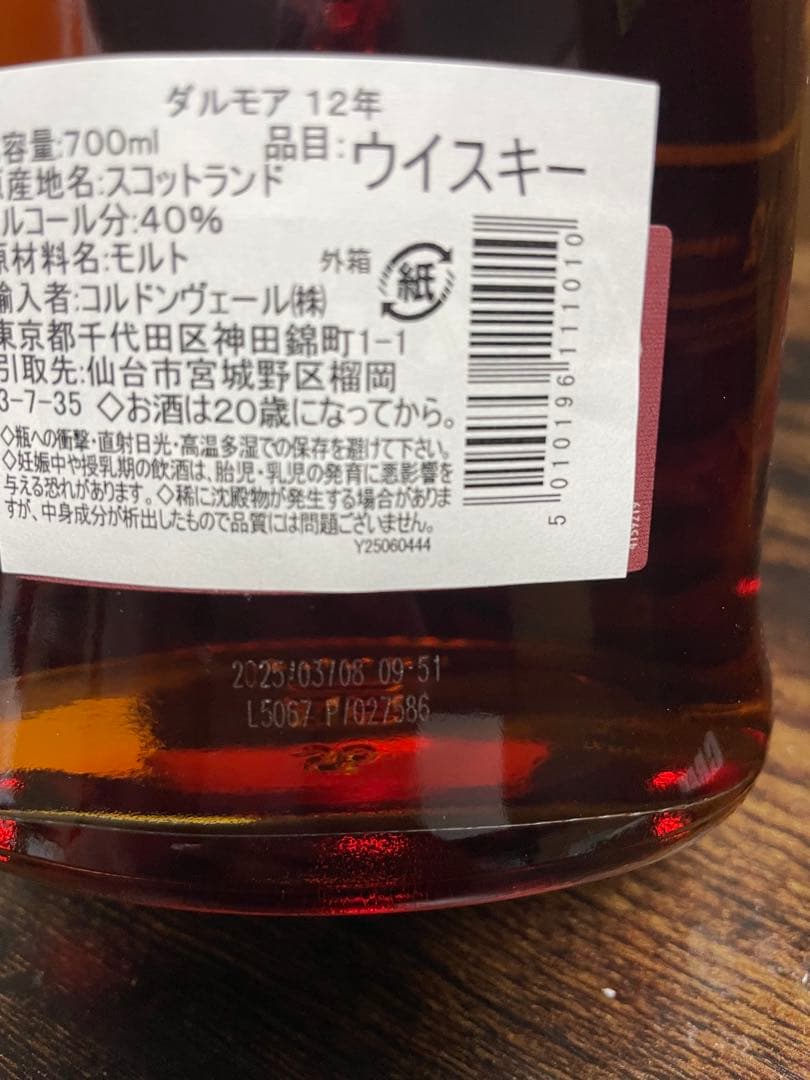 ダルモア 12年
容量:700ml 品目:ウイスキー
産地名:スコットランド
ルコール分:40%
原材料名:モルト 外箱 紙
輸入者:コルドンヴェール㈱
東京都千代田区神田錦町1-1
引取先:仙台市宮城野区榴岡
3-7-35 ◇お酒は20歳になってから。
◇瓶への衝撃・直射日光・高温多湿での保存を避けて下さい。
◇妊娠中や授乳期の飲酒は、胎児・乳児の発育に悪影響を
与える恐れがあります。◇稀に沈殿物が発生する場合がありま
すが、中身成分が析出したもので品質には問題ございません。
Y25060444
5 010196 111010
2025/03/08 09:51
L5067 P/027586